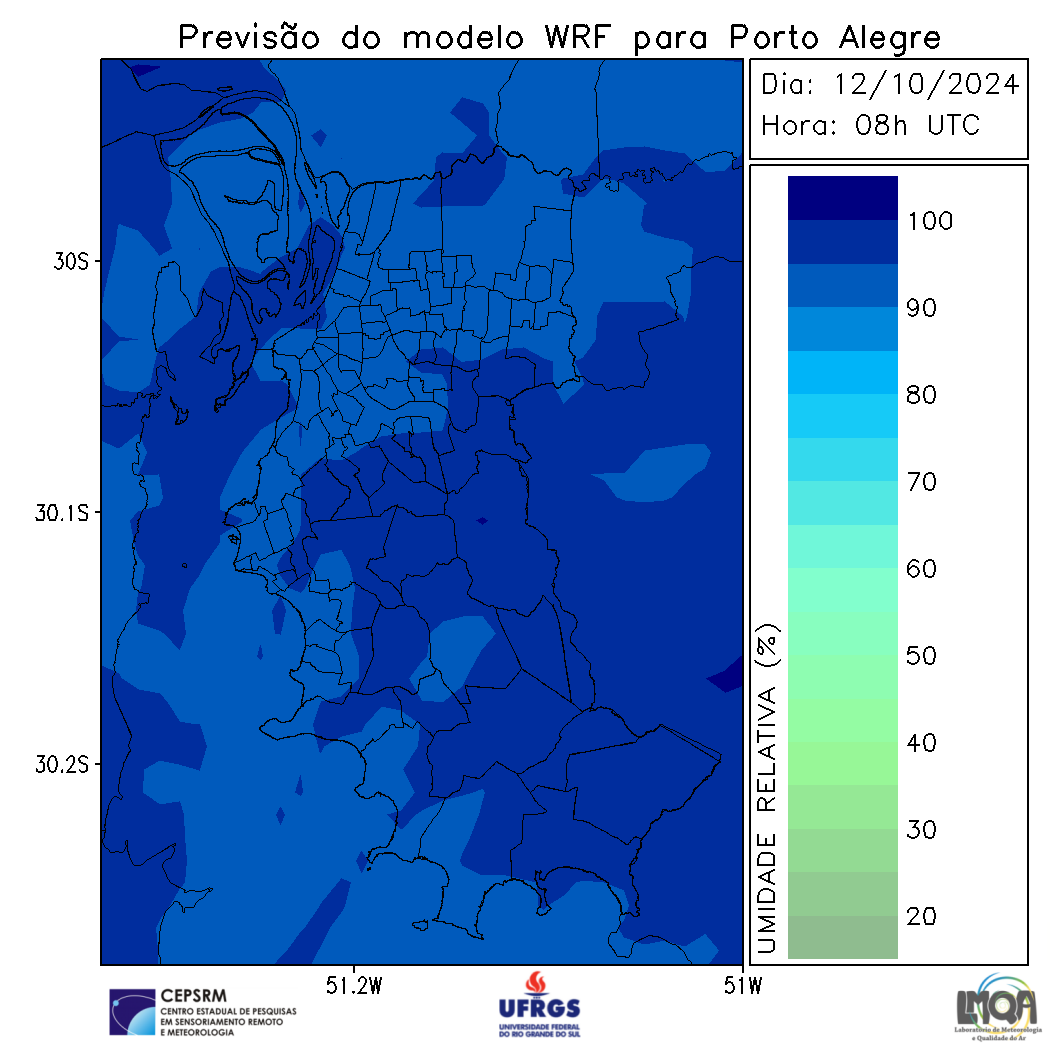 Previsão do modelo WRF para Porto Alegre
Dia: 12/10/2024
Hora: 08h UTC
30S
30.1S
30.2S
51.2W
51W
100
90
80
70
60
50
40
30
20
UMIDADE RELATIVA (%)
CEPSRM
CENTRO ESTADUAL DE PESQUISAS
EM SENSORIAMENTO REMOTO
E METEOROLOGIA
UFRGS
UNIVERSIDADE FEDERAL
DO RIO GRANDE DO SUL
LMQA
Laboratório de Meteorologia
e Qualidade do Ar